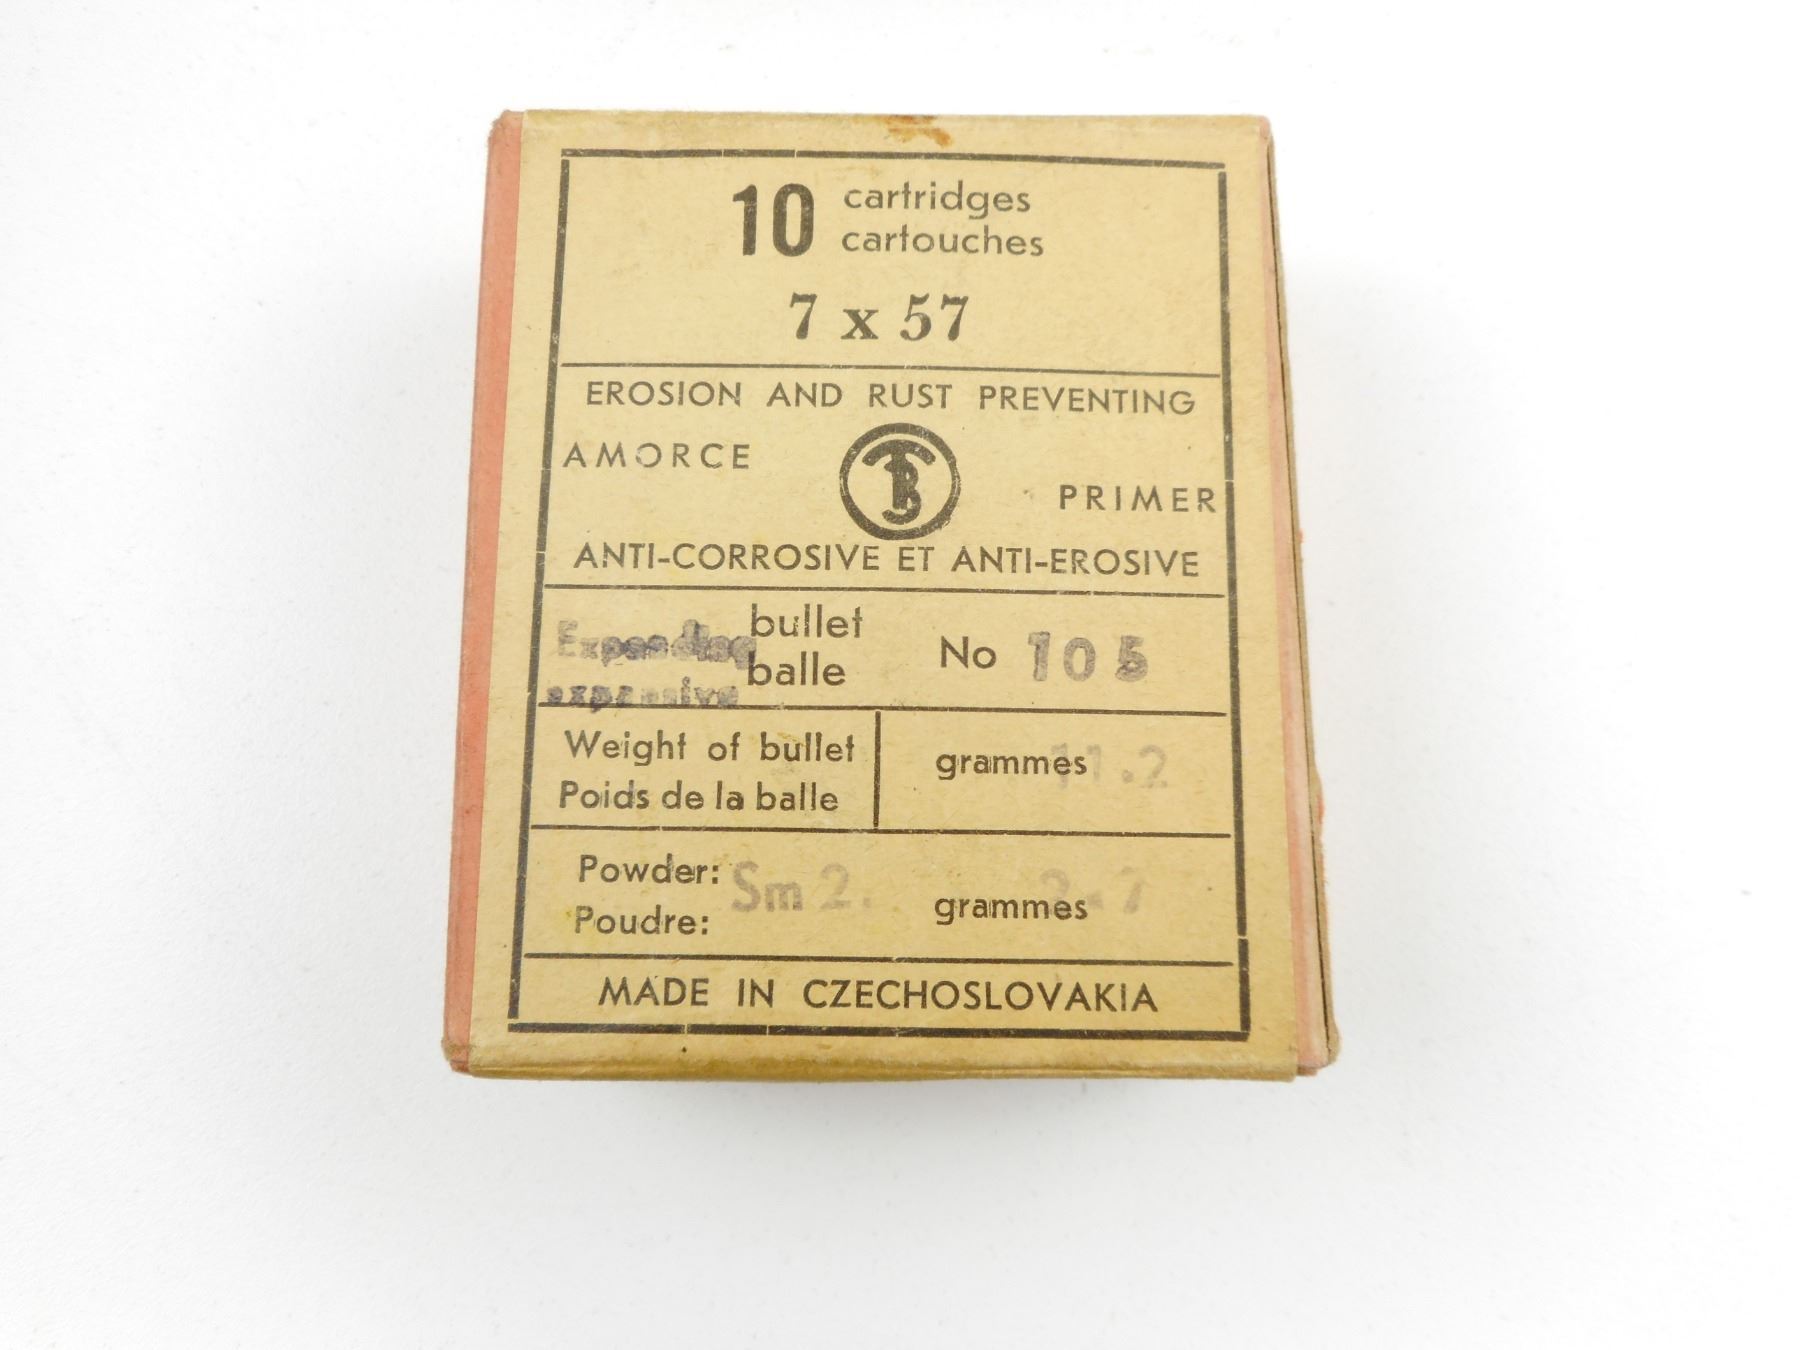 10 cartridges
cartouches
7 x 57
EROSION AND RUST PREVENTING
AMORCE
PRIMER
ANTI-CORROSIVE ET ANTI-EROSIVE
Expanding bullet
expansive balle
No 105
Weight of bullet
Poids de la balle
grammes 11.2
Powder: Sm 2.
Poudre:
grammes
MADE IN CZECHOSLOVAKIA